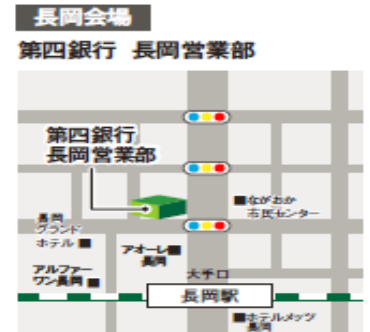 長岡会場
第四銀行 長岡営業部
第四銀行
長岡営業部
ながおか
市民センター
長岡
グランド
ホテル
アオーレ
長岡
アルファー
ワン長岡
大手口
長岡駅
ホテルメッツ
長岡